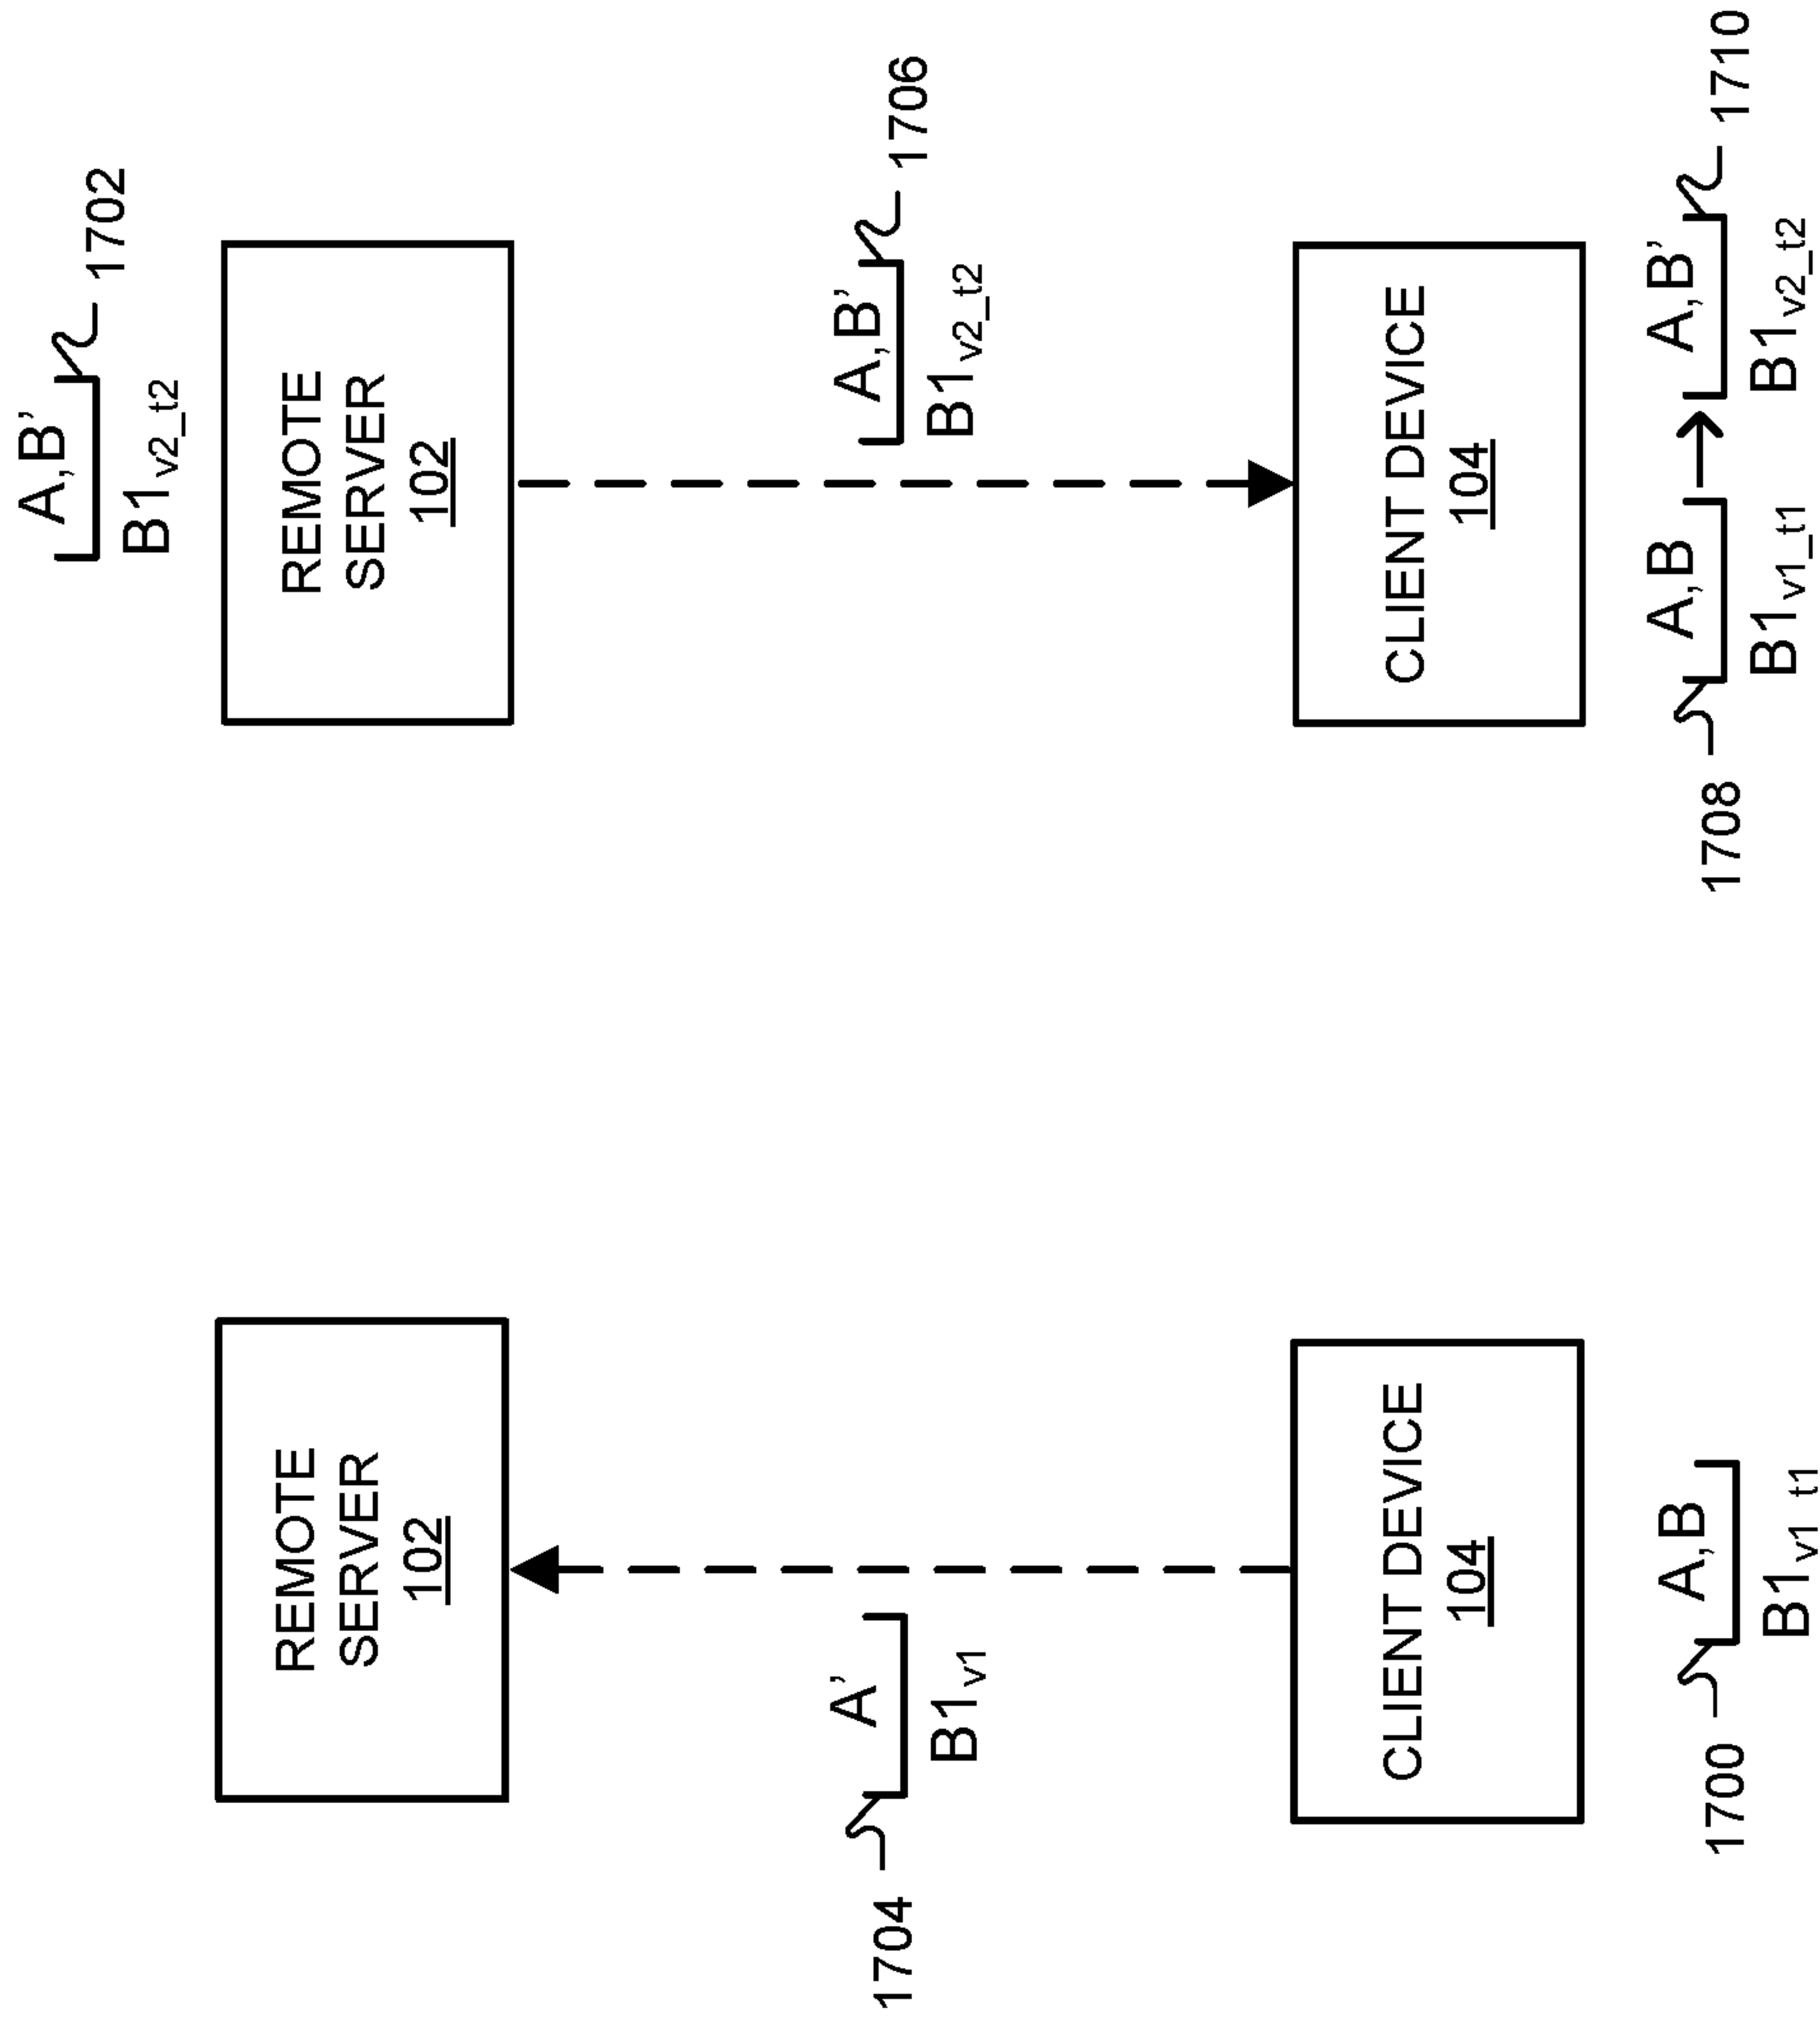 REMOTE
SERVER
102
A'
B1v1
1704
CLIENT DEVICE
104
A,B
B1v1_t1
1700
A,B'
1702
B1v2_t2
REMOTE
SERVER
102
A,B'
1706
B1v2_t2
CLIENT DEVICE
104
1708
A,B
B1v1_t1
A,B'
B1v2_t2
1710